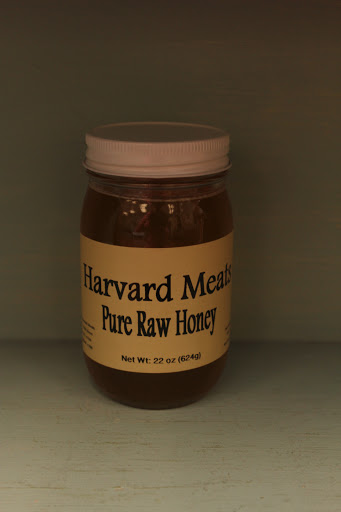 Harvard Meats
Pure Raw Honey
Net Wt: 22 oz (624g)